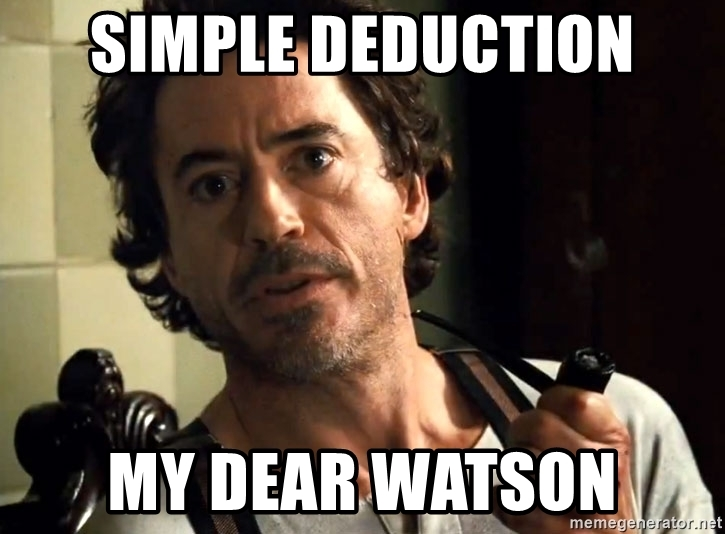 SIMPLE DEDUCTION
MY DEAR WATSON
memegenerator.net